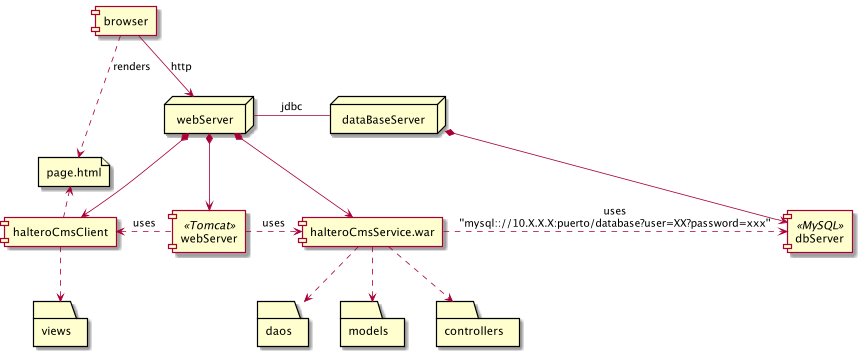 browser
renders
http
webServer
jdbc
dataBaseServer
page.html
uses
"mysql:://10.X.X.X:puerto/database?user=XX?password=xxx"
halteroCmsClient
uses
«Tomcat»
webServer
uses
halteroCmsService.war
«MySQL»
dbServer
views
daos
models
controllers